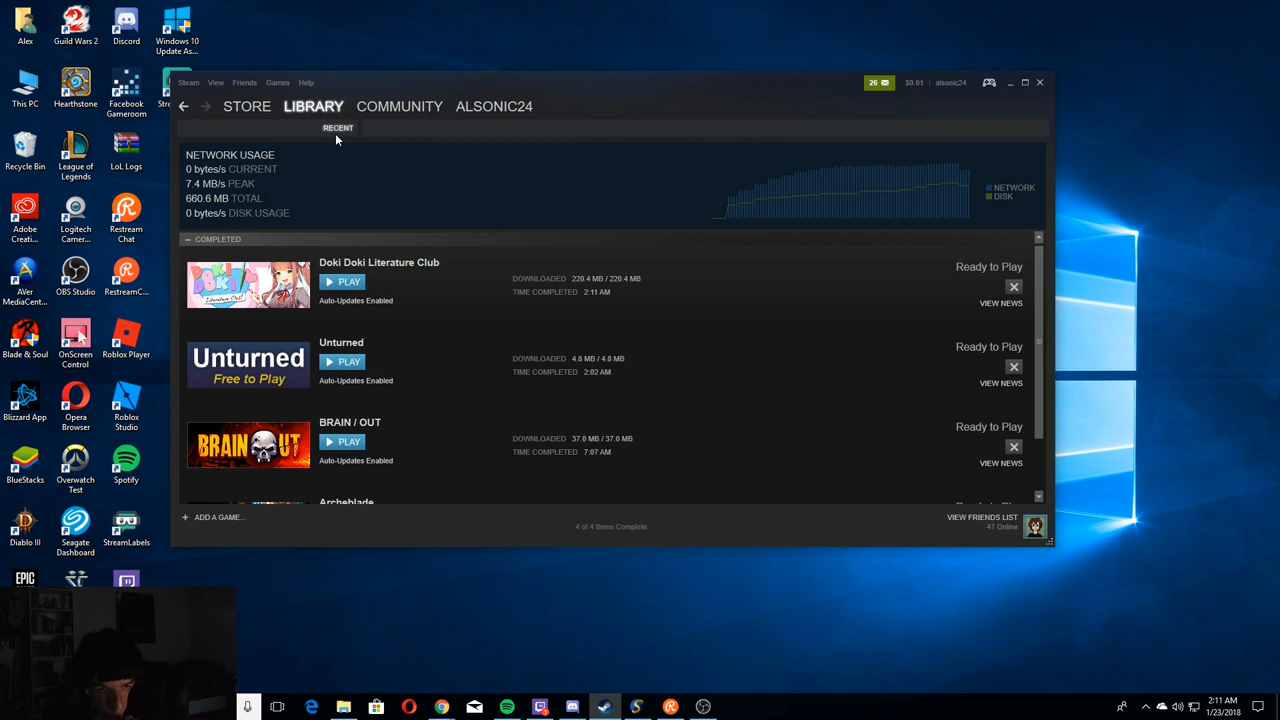 Alex
Guild Wars 2
Discord
Windows 10
Update As...
This PC
Hearthstone
Facebook
Gameroom
Stre
Recycle Bin
League of
Legends
LoL Logs
Adobe
Creati...
Logitech
Camer...
Restream
Chat
AVer
MediaCent...
OBS Studio
RestreamC...
Blade & Soul
OnScreen
Control
Roblox Player
Blizzard App
Opera
Browser
Roblox
Studio
BlueStacks
Overwatch
Test
Spotify
Diablo III
Seagate
Dashboard
StreamLabels
EPIC
Steam View Friends Games Help
26 $0.01 | alsonic24
STORE LIBRARY COMMUNITY ALSONIC24
RECENT
NETWORK USAGE
0 bytes/s CURRENT
7.4 MB/s PEAK
660.6 MB TOTAL
0 bytes/s DISK USAGE
NETWORK
DISK
COMPLETED
Doki Doki Literature Club
PLAY
Auto-Updates Enabled
DOWNLOADED 220.4 MB / 220.4 MB
TIME COMPLETED 2:11 AM
Ready to Play
VIEW NEWS
DOKI DOKI
Literature Club!
Unturned
PLAY
Auto-Updates Enabled
DOWNLOADED 4.8 MB / 4.8 MB
TIME COMPLETED 2:02 AM
Ready to Play
VIEW NEWS
Unturned
Free to Play
BRAIN / OUT
PLAY
Auto-Updates Enabled
DOWNLOADED 37.0 MB / 37.0 MB
TIME COMPLETED 7:07 AM
Ready to Play
VIEW NEWS
BRAIN OUT
Archeblade
+ ADD A GAME...
4 of 4 Items Complete
VIEW FRIENDS LIST
47 Online
2:11 AM
1/23/2018